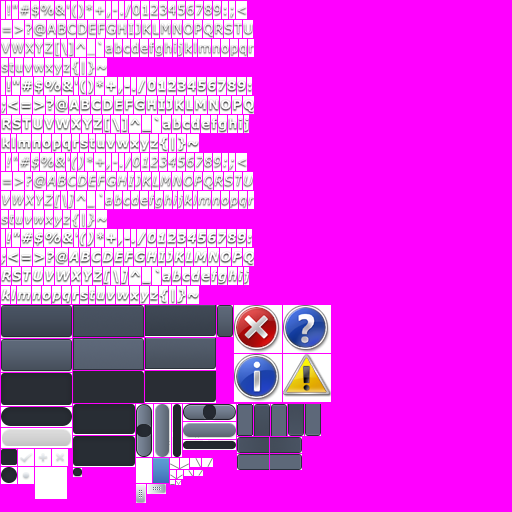 !"#$%&'()*+,-./0123456789:;<
=>?@ABCDEFGHIJKLMNOPQRSTU
VWXYZ[\]^_`abcdefghijklmnopqr
stuvwxyz{|}~
!"#$%&'()*+,-./0123456789:
;<=>?@ABCDEFGHIJKLMNOPQ
RSTUVWXYZ[\]^_`abcdefghij
klmnopqrstuvwxyz{|}~
!"#$%&'()*+,-./0123456789:;<
=>?@ABCDEFGHIJKLMNOPQRSTU
VWXYZ[\]^_`abcdefghijklmnopqr
stuvwxyz{|}~
!"#$%&'()*+,-./0123456789:
;<=>?@ABCDEFGHIJKLMNOPQ
RSTUVWXYZ[\]^_`abcdefghij
klmnopqrstuvwxyz{|}~
?
i !